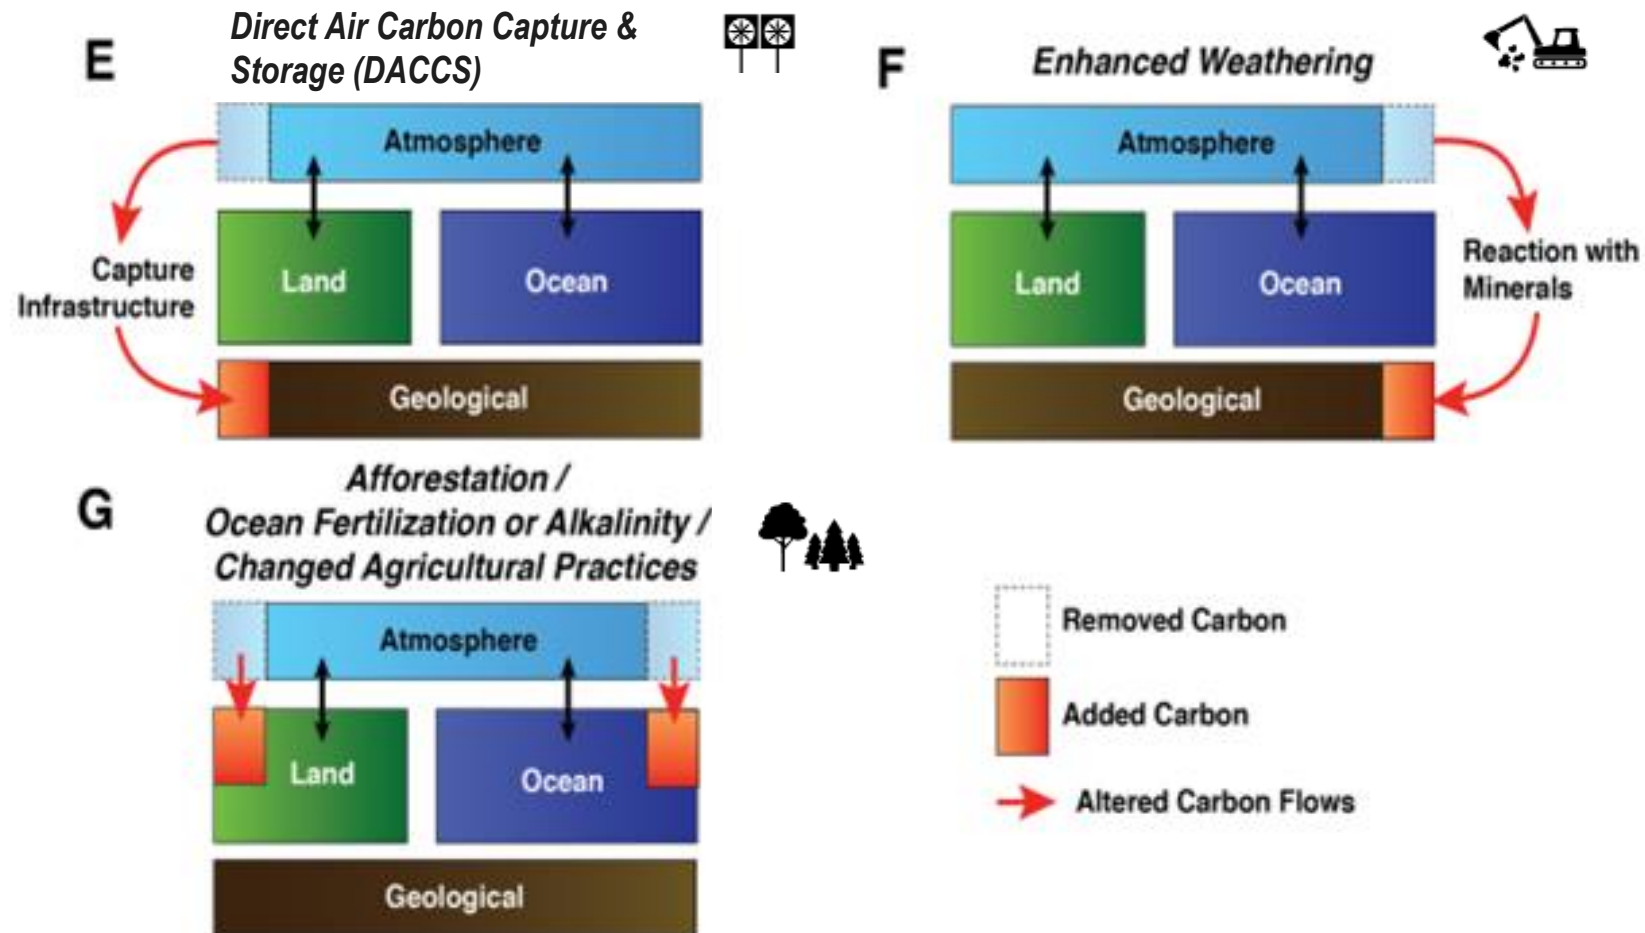 E
Direct Air Carbon Capture &
Storage (DACCS)
Atmosphere
Capture
Infrastructure
Land
Ocean
Geological
F
Enhanced Weathering
Atmosphere
Land
Ocean
Reaction with
Minerals
Geological
G
Afforestation /
Ocean Fertilization or Alkalinity /
Changed Agricultural Practices
Atmosphere
Land
Ocean
Geological
Removed Carbon
Added Carbon
Altered Carbon Flows